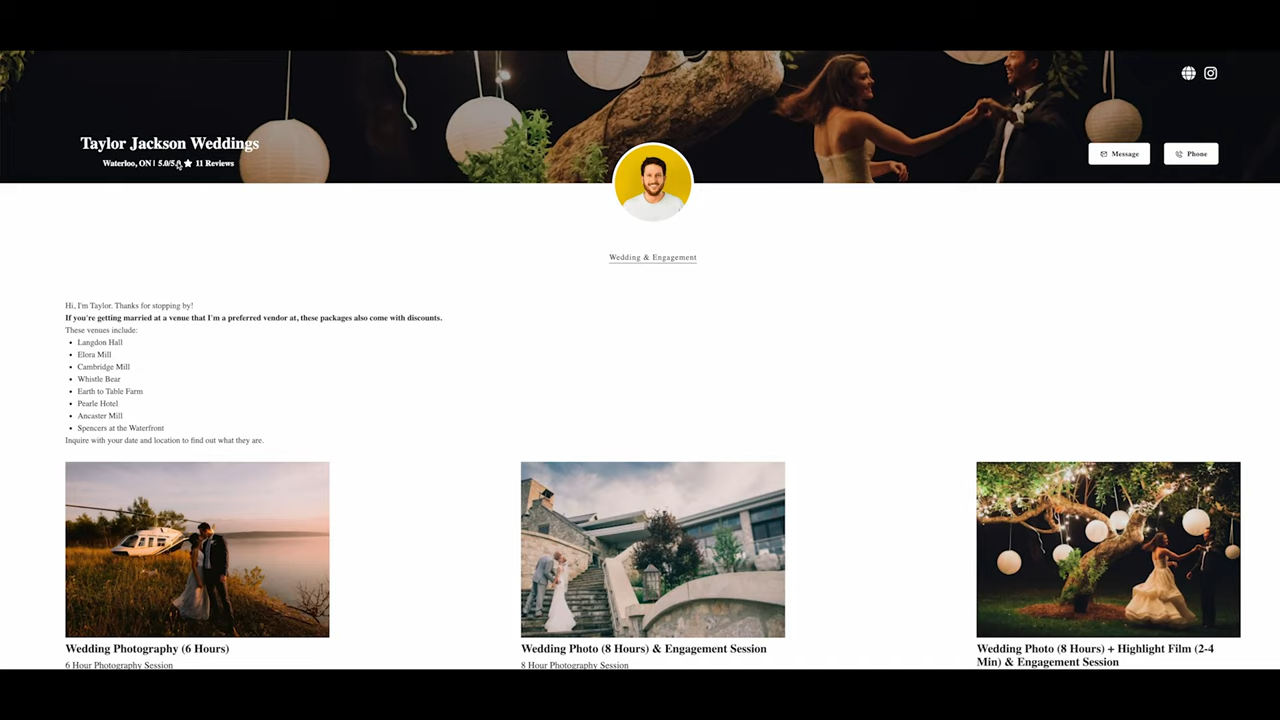 Taylor Jackson Weddings
Waterloo, ON | 5.0/5.0 11 Reviews
Message
Phone
Wedding & Engagement
Hi, I'm Taylor. Thanks for stopping by!
If you're getting married at a venue that I'm a preferred vendor at, these packages also come with discounts.
These venues include:
Langdon Hall
Elora Mill
Cambridge Mill
Whistle Bear
Earth to Table Farm
Pearle Hotel
Ancaster Mill
Spencers at the Waterfront
Inquire with your date and location to find out what they are.
Wedding Photography (6 Hours)
6 Hour Photography Session
Wedding Photo (8 Hours) & Engagement Session
8 Hour Photography Session
Wedding Photo (8 Hours) + Highlight Film (2-4
Min) & Engagement Session